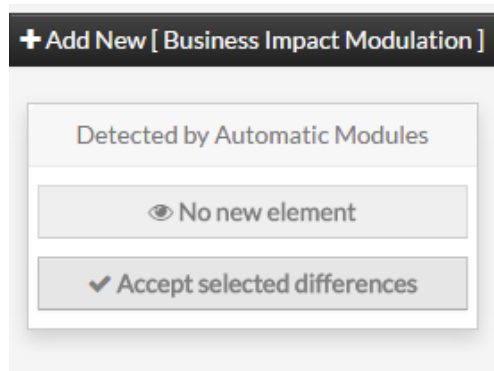 + Add New [ Business Impact Modulation ]
Detected by Automatic Modules
No new element
Accept selected differences